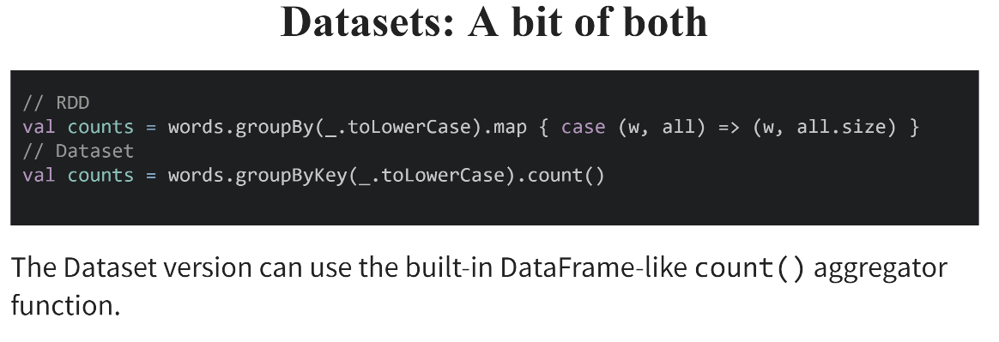 Datasets: A bit of both
// RDD
val counts = words.groupBy(_.toLowerCase).map { case (w, all) => (w, all.size) }
// Dataset
val counts = words.groupByKey(_.toLowerCase).count()
The Dataset version can use the built-in DataFrame-like count() aggregator
function.